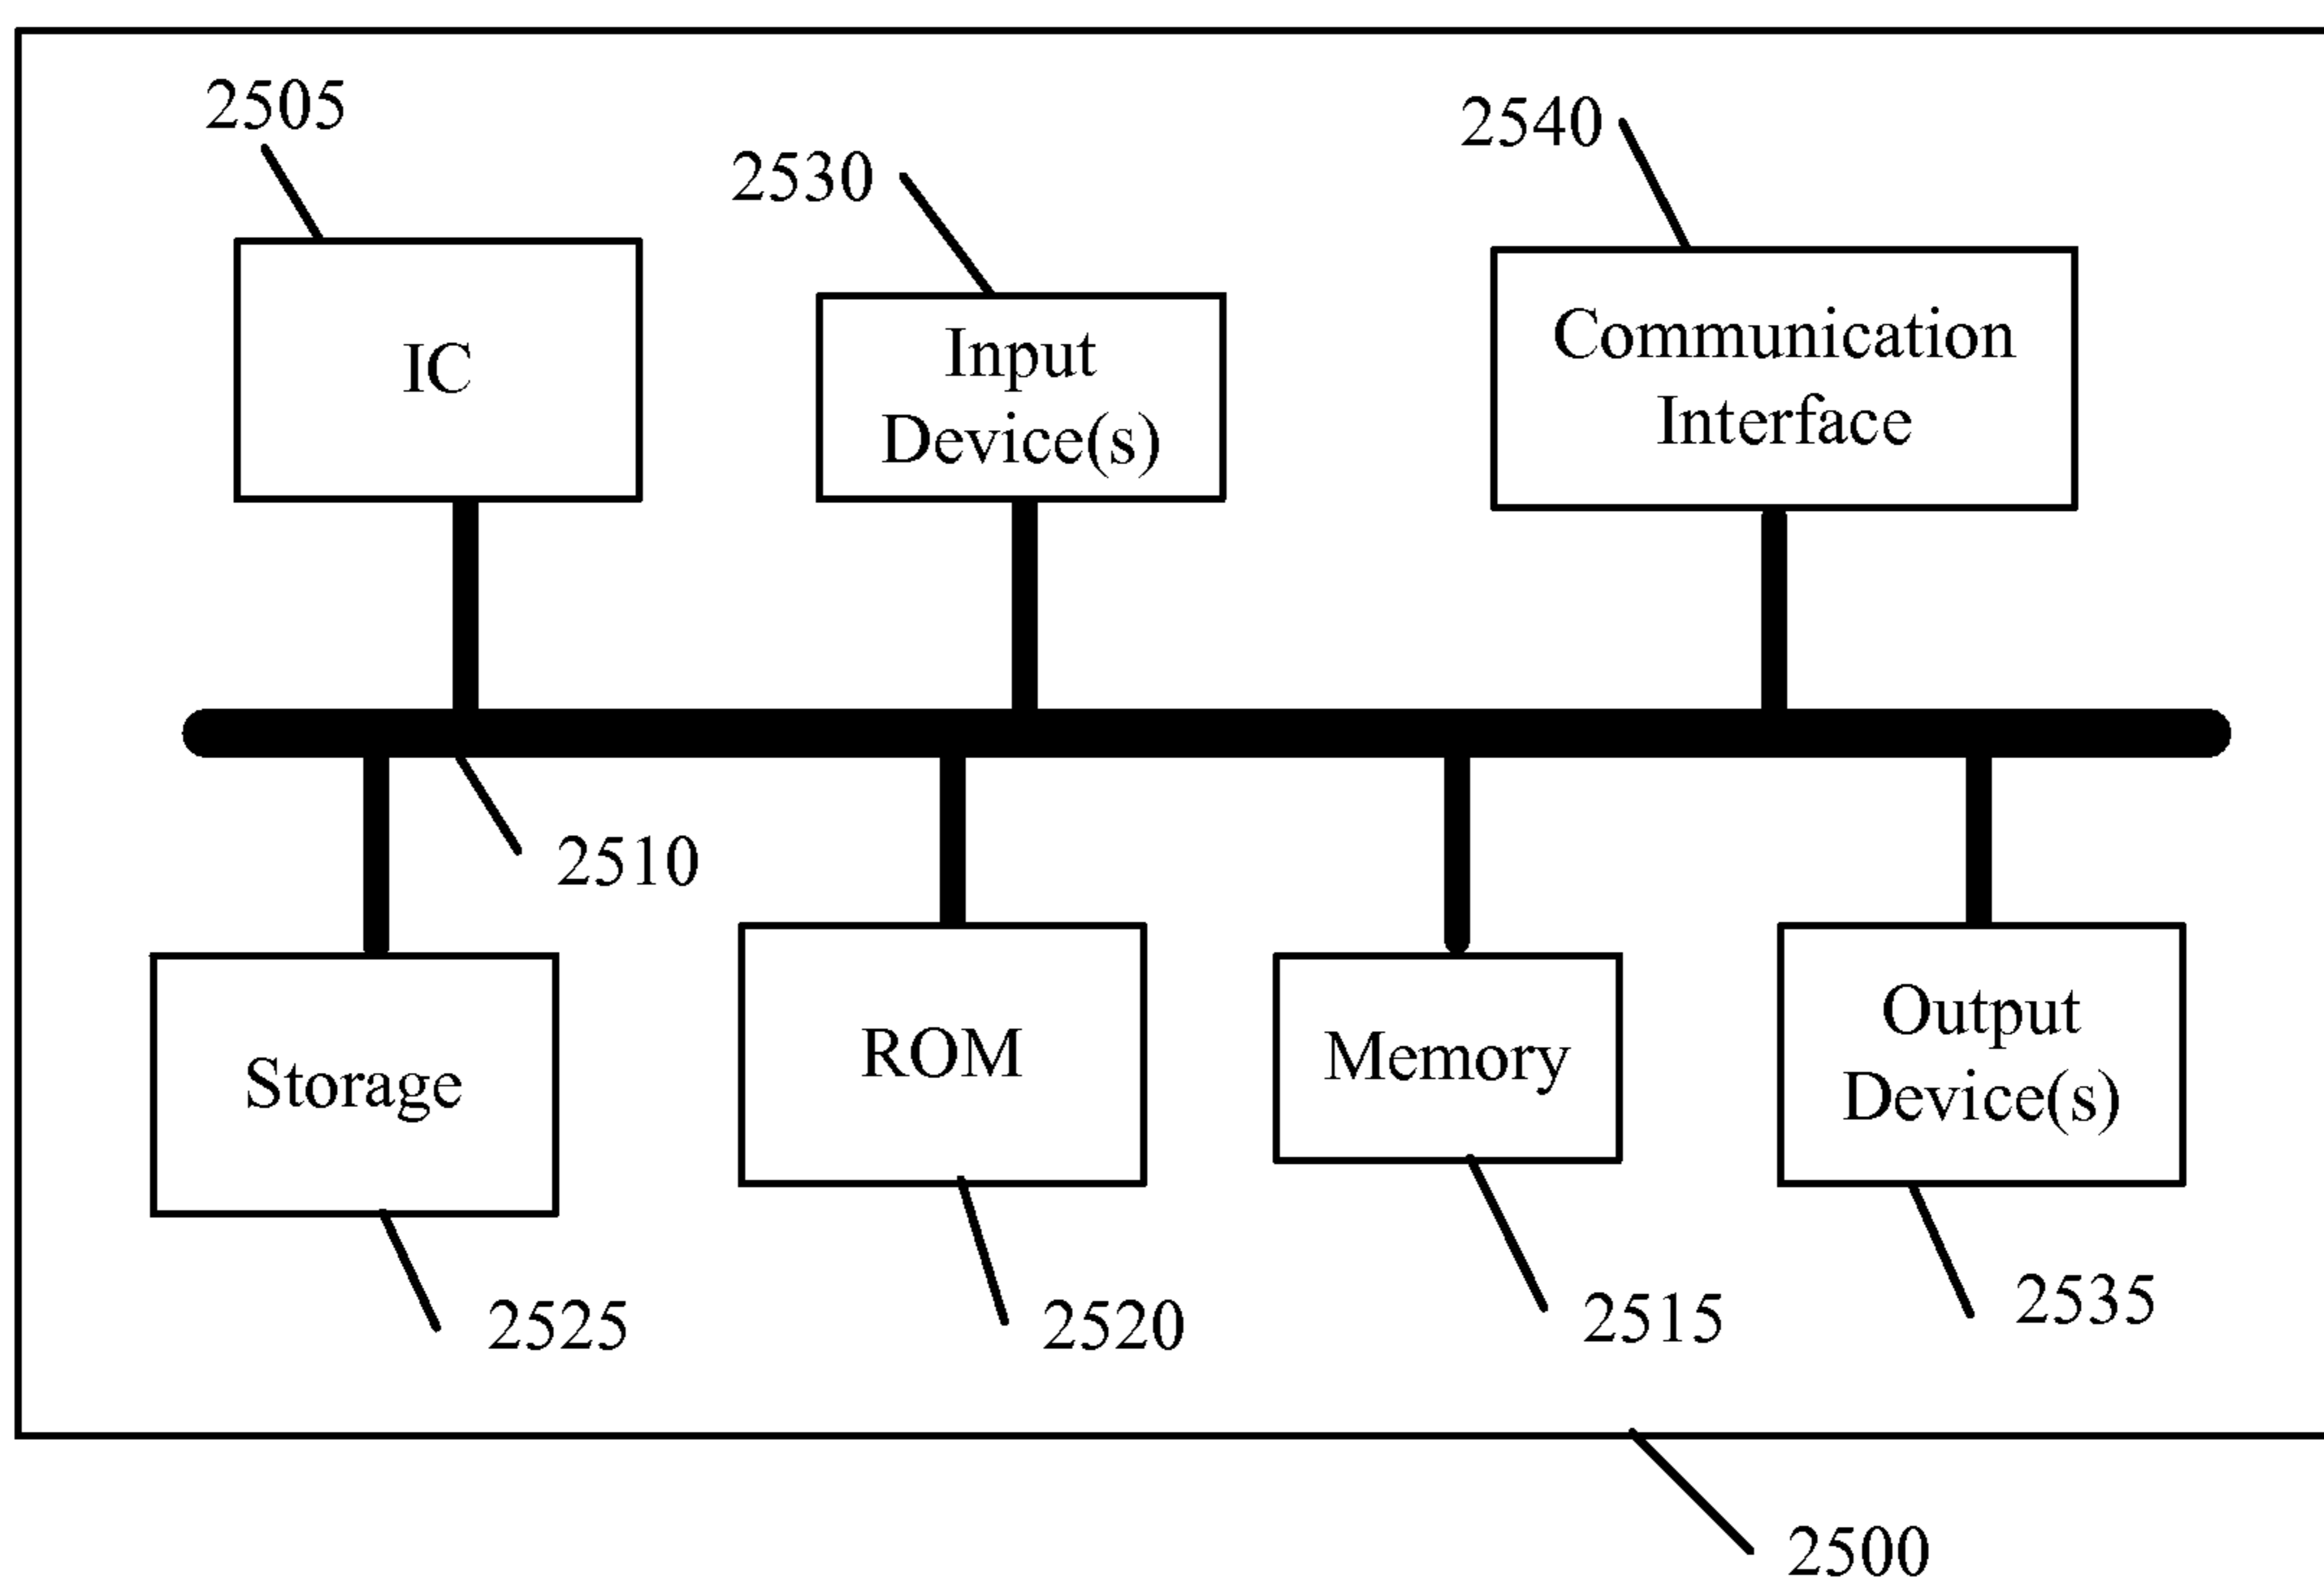 2505
2530
2540
IC
Input
Device(s)
Communication
Interface
2510
Storage
ROM
Memory
Output
Device(s)
2525
2520
2515
2535
2500